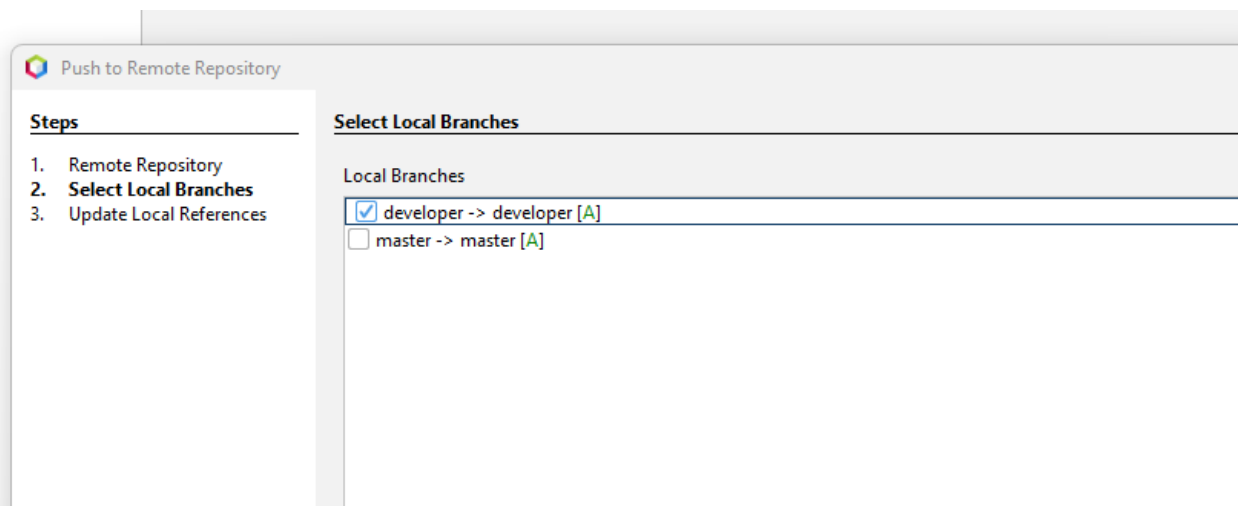 Push to Remote Repository
Steps
1. Remote Repository
2. Select Local Branches
3. Update Local References
Select Local Branches
Local Branches
developer -> developer [A]
master -> master [A]